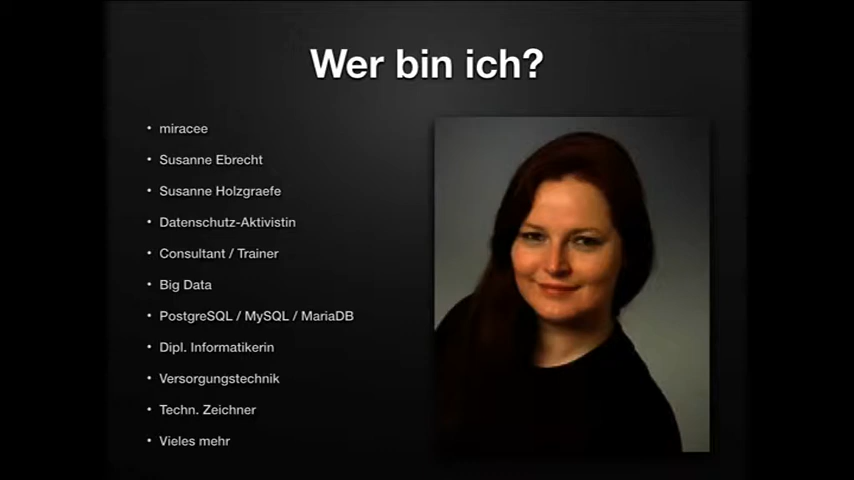 Wer bin ich?
• miracee
• Susanne Ebrecht
• Susanne Holzgraefe
• Datenschutz-Aktivistin
• Consultant / Trainer
• Big Data
• PostgreSQL / MySQL / MariaDB
• Dipl. Informatikerin
• Versorgungstechnik
• Techn. Zeichner
• Vieles mehr